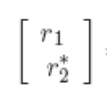 [ r₁
r₂* ]